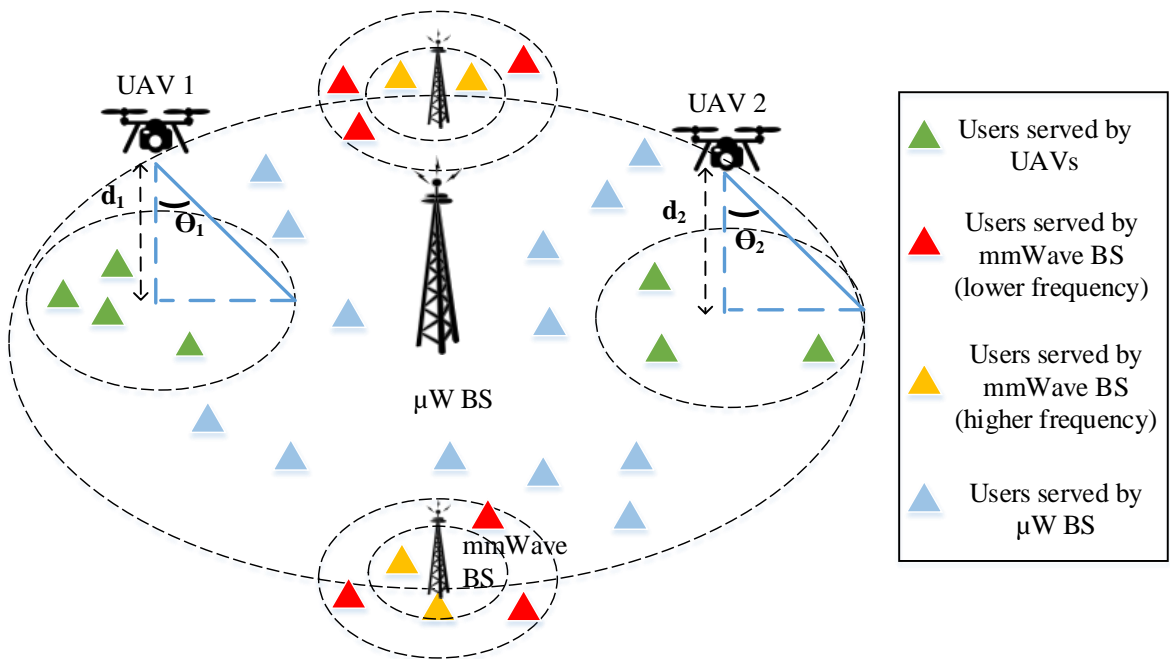 UAV 1
UAV 2
d1
ϴ1
d2
ϴ2
µW BS
mmWave
BS
Users served by
UAVs
Users served by
mmWave BS
(lower frequency)
Users served by
mmWave BS
(higher frequency)
Users served by
µW BS